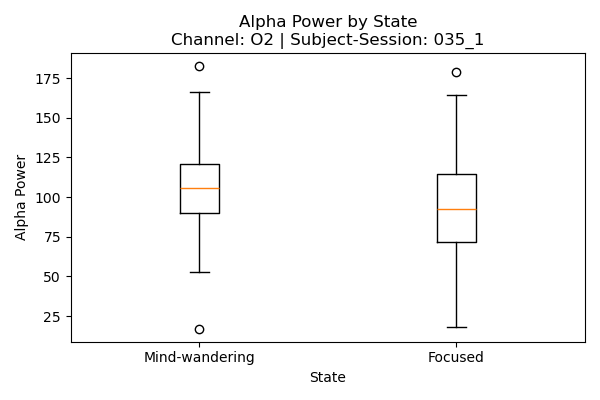 Alpha Power by State
Channel: O2 | Subject-Session: 035_1
175
150
125
100
75
50
25
Alpha Power
Mind-wandering
Focused
State